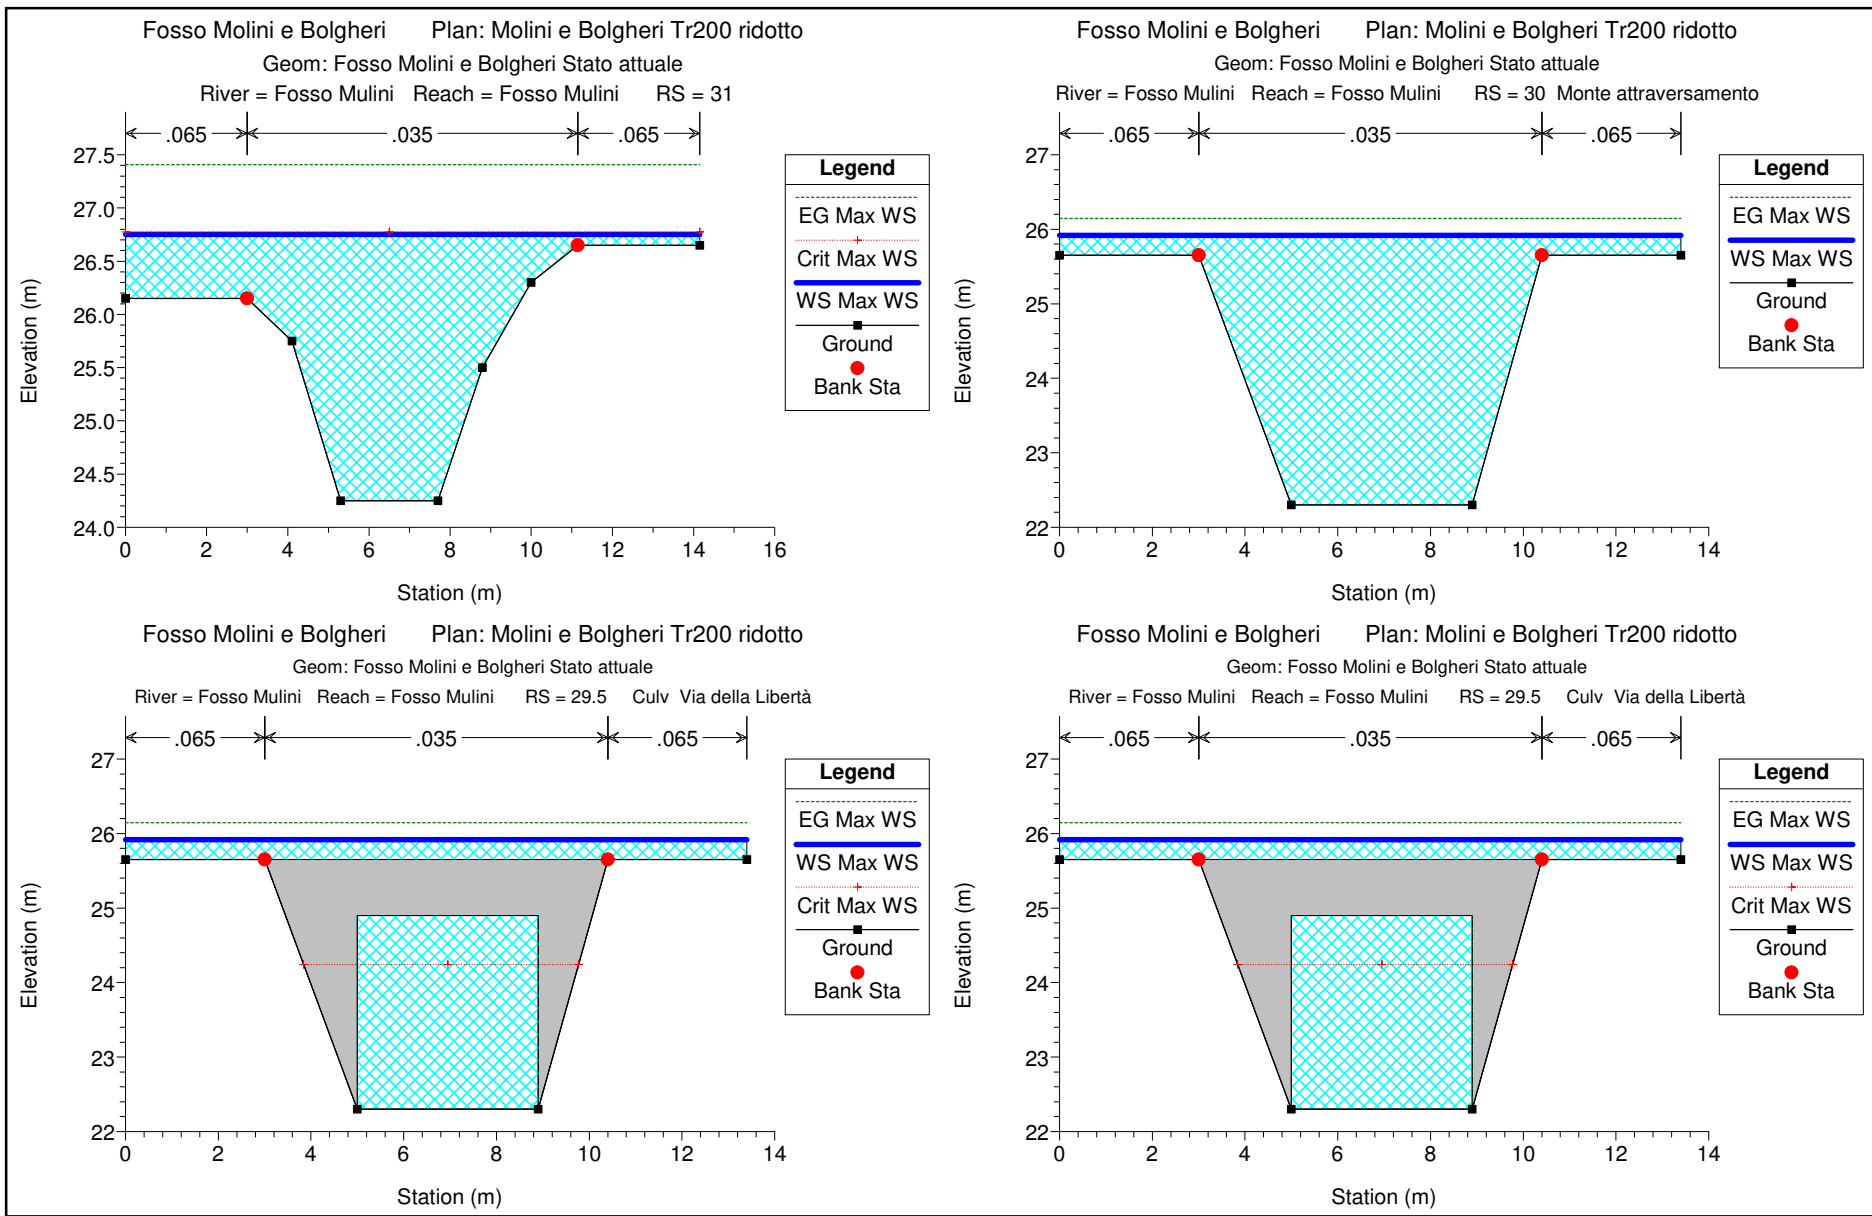 Fosso Molini e Bolgheri Plan: Molini e Bolgheri Tr200 ridotto
Geom: Fosso Molini e Bolgheri Stato attuale
River = Fosso Mulini Reach = Fosso Mulini RS = 31
.065 .035 .065
27.5
27.0
26.5
26.0
25.5
25.0
24.5
24.0
0 2 4 6 8 10 12 14 16
Station (m)
Elevation (m)
Legend
EG Max WS
Crit Max WS
WS Max WS
Ground
Bank Sta
Fosso Molini e Bolgheri Plan: Molini e Bolgheri Tr200 ridotto
Geom: Fosso Molini e Bolgheri Stato attuale
River = Fosso Mulini Reach = Fosso Mulini RS = 30 Monte attraversamento
.065 .035 .065
27
26
25
24
23
22
0 2 4 6 8 10 12 14
Station (m)
Elevation (m)
Legend
EG Max WS
WS Max WS
Ground
Bank Sta
Fosso Molini e Bolgheri Plan: Molini e Bolgheri Tr200 ridotto
Geom: Fosso Molini e Bolgheri Stato attuale
River = Fosso Mulini Reach = Fosso Mulini RS = 29.5 Culv Via della Libertà
.065 .035 .065
27
26
25
24
23
22
0 2 4 6 8 10 12 14
Station (m)
Elevation (m)
Legend
EG Max WS
WS Max WS
Crit Max WS
Ground
Bank Sta
Fosso Molini e Bolgheri Plan: Molini e Bolgheri Tr200 ridotto
Geom: Fosso Molini e Bolgheri Stato attuale
River = Fosso Mulini Reach = Fosso Mulini RS = 29.5 Culv Via della Libertà
.065 .035 .065
27
26
25
24
23
22
0 2 4 6 8 10 12 14
Station (m)
Elevation (m)
Legend
EG Max WS
WS Max WS
Crit Max WS
Ground
Bank Sta